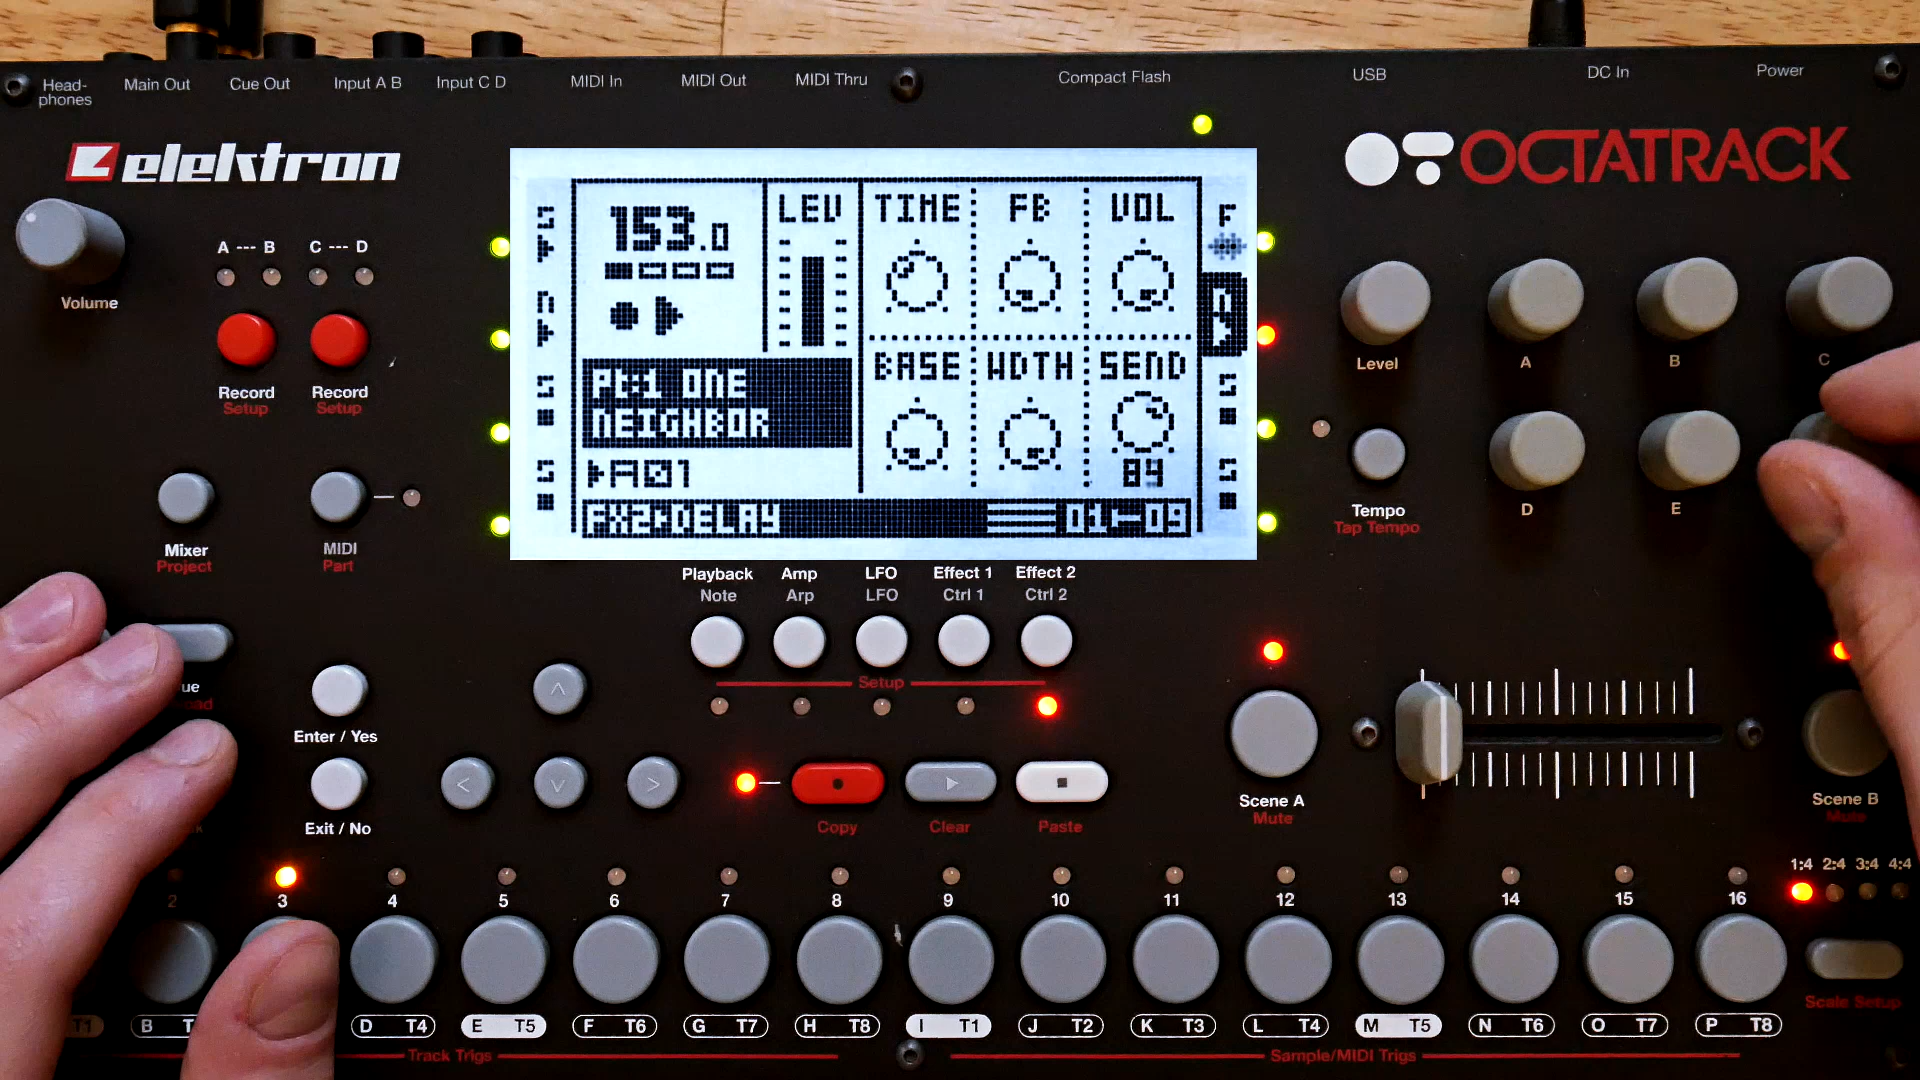 Head-
phones
Main Out
Cue Out
Input A B
Input C D
MIDI In
MIDI Out
MIDI Thru
Compact Flash
USB
DC In
Power
elektron
OCTATRACK
Volume
A --- B
C --- D
Record
Setup
Record
Setup
Mixer
Project
MIDI
Part
153.0
LEV
TIME
FB
VOL
BASE
WDTH
SEND
84
ONE
NEIGHBOR
A01
FX2 DELAY
Level
A
B
C
D
E
Tempo
Tap Tempo
Playback
Note
Amp
Arp
LFO
LFO
Effect 1
Ctrl 1
Effect 2
Ctrl 2
Setup
Enter / Yes
Exit / No
Copy
Clear
Paste
Scene A
Mute
Scene B
Mute
1:4 2:4 3:4 4:4
2 3 4 5 6 7 8 9 10 11 12 13 14 15 16
T1
B T
D T4
E T5
F T6
G T7
H T8
I T1
J T2
K T3
L T4
M T5
N T6
O T7
P T8
Scale Setup
Track Trigs
Sample/MIDI Trigs